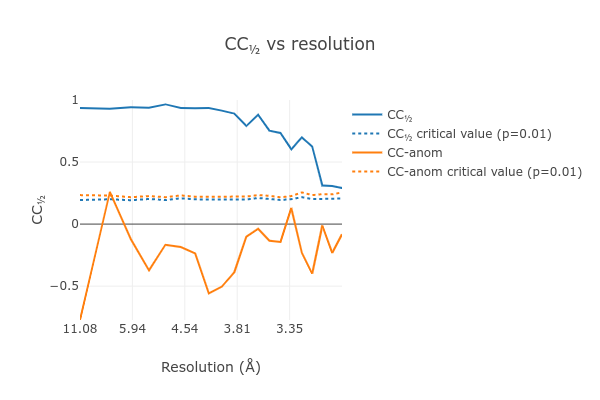 CC½ vs resolution
1
0.5
0
−0.5
CC½
11.08 5.94 4.54 3.81 3.35
Resolution (Å)
CC½
CC½ critical value (p=0.01)
CC-anom
CC-anom critical value (p=0.01)